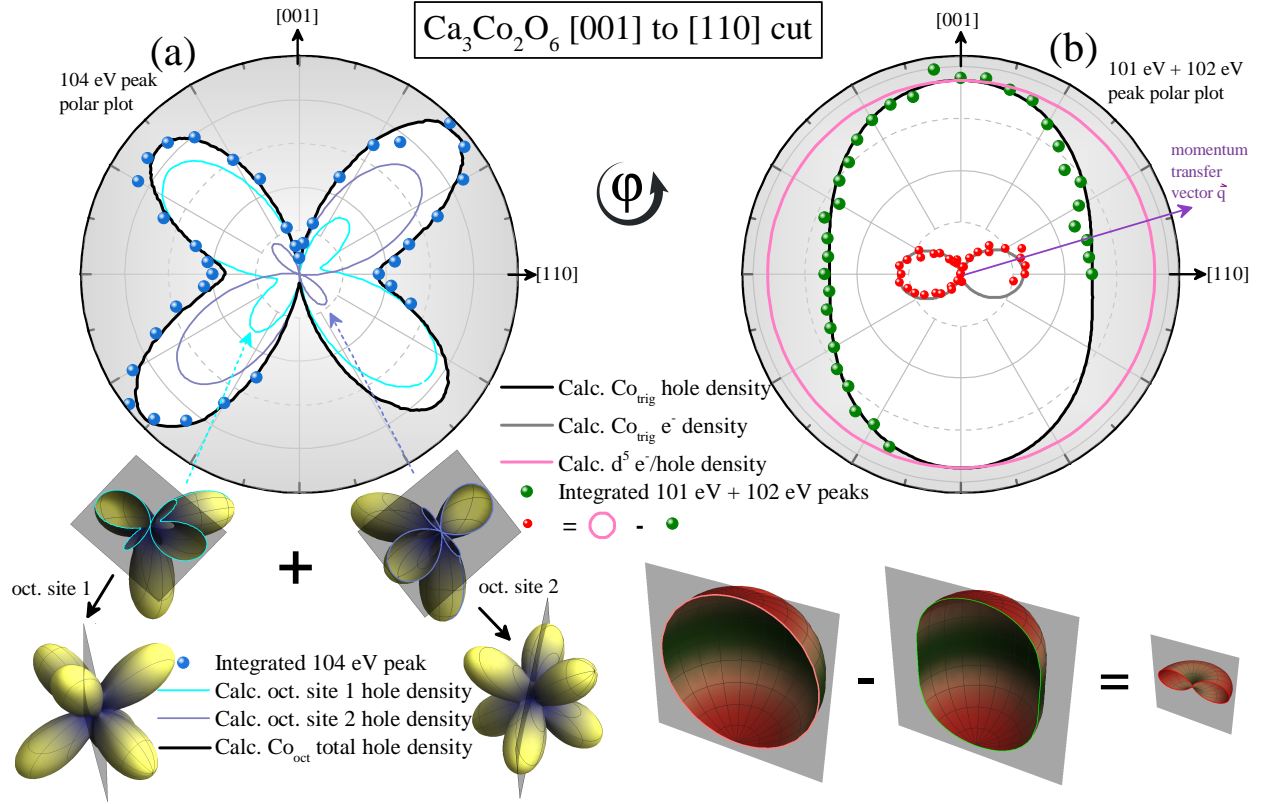 Ca₃Co₂O₆ [001] to [110] cut
[001]
(a)
104 eV peak
polar plot
[110]
φ
[001]
(b)
101 eV + 102 eV
peak polar plot
momentum
transfer
vector q⃗
[110]
Calc. Co_trig hole density
Calc. Co_trig e⁻ density
Calc. d⁵ e⁻/hole density
Integrated 101 eV + 102 eV peaks
= -
oct. site 1
+
oct. site 2
Integrated 104 eV peak
Calc. oct. site 1 hole density
Calc. oct. site 2 hole density
Calc. Co_oct total hole density
- =